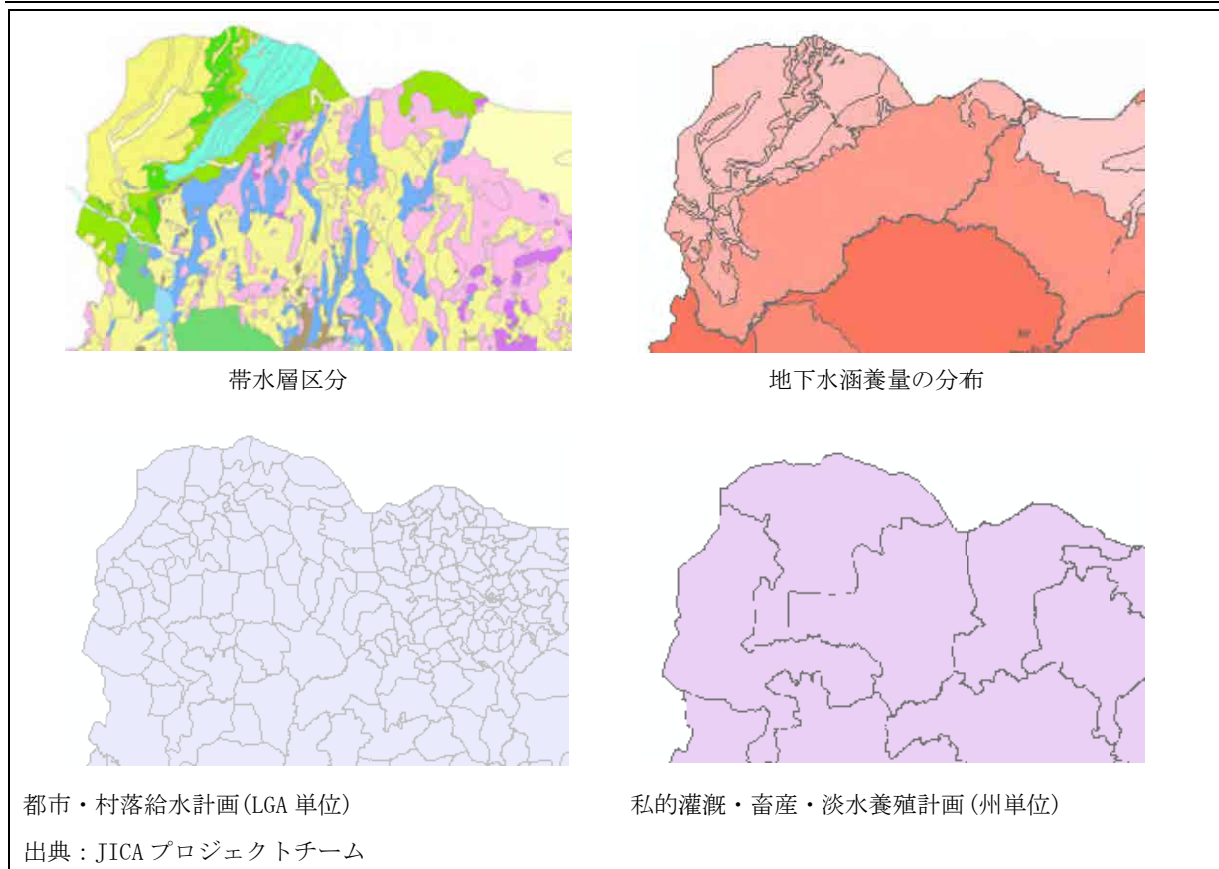 帯水層区分
地下水涵養量の分布
都市・村落給水計画(LGA 単位)
私的灌漑・畜産・淡水養殖計画(州単位)
出典：JICA プロジェクトチーム